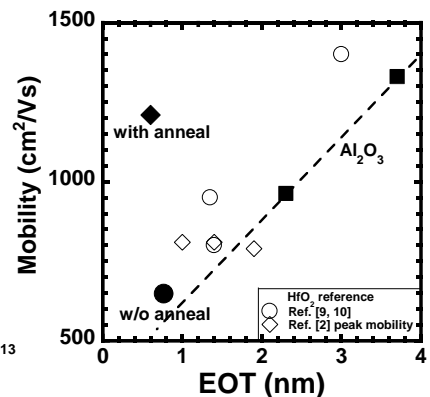 1500
1000
500
Mobility (cm²/Vs)
with anneal
Al₂O₃
w/o anneal
HfO₂ reference
Ref. [9, 10]
Ref. [2] peak mobility
13
0 1 2 3 4
EOT (nm)